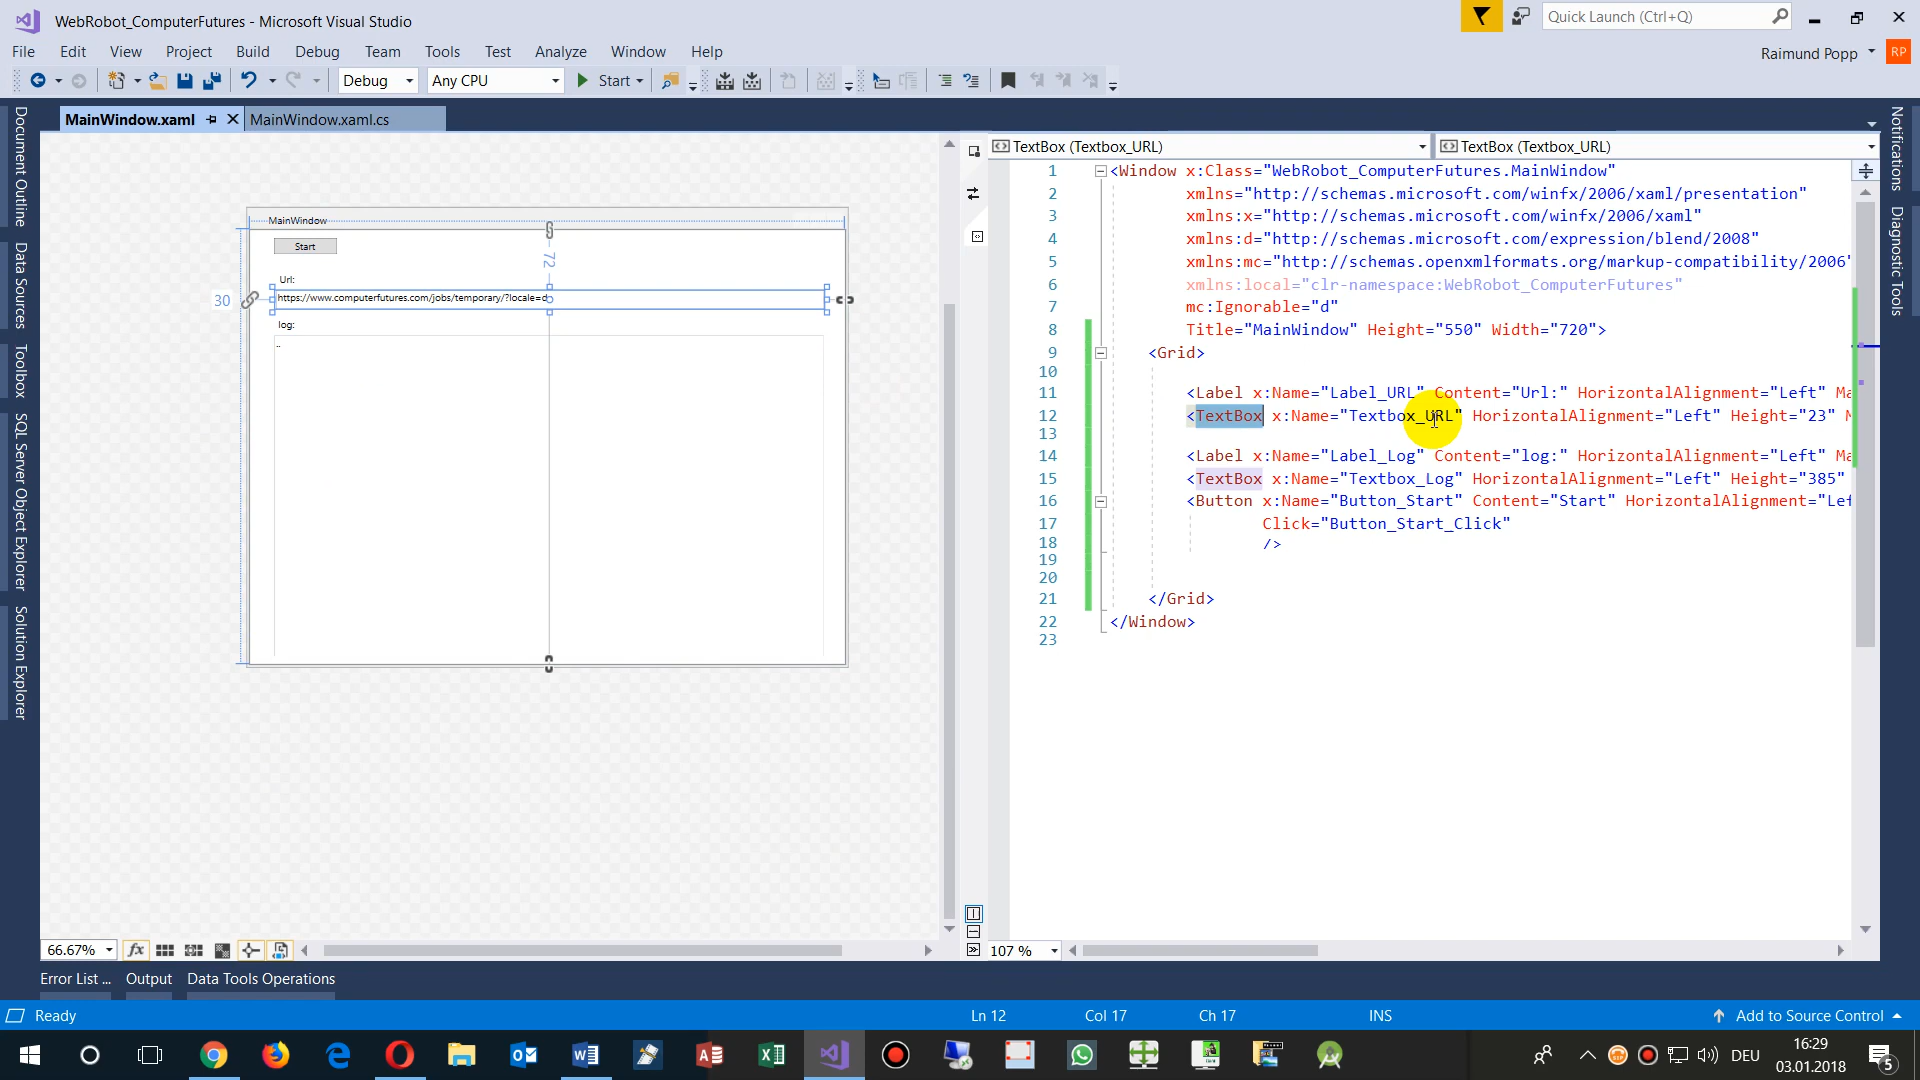 WebRobot_ComputerFutures - Microsoft Visual Studio
Quick Launch (Ctrl+Q)
File Edit View Project Build Debug Team Tools Test Analyze Window Help
Raimund Popp RP
Debug Any CPU Start
MainWindow.xaml MainWindow.xaml.cs
Document Outline
Data Sources
Toolbox
SQL Server Object Explorer
Solution Explorer
Notifications
Diagnostic Tools
MainWindow
Start
72
Url:
30
https://www.computerfutures.com/jobs/temporary/?locale=d
log:
..
TextBox (Textbox_URL) TextBox (Textbox_URL)
1 <Window x:Class="WebRobot_ComputerFutures.MainWindow"
2 xmlns="http://schemas.microsoft.com/winfx/2006/xaml/presentation"
3 xmlns:x="http://schemas.microsoft.com/winfx/2006/xaml"
4 xmlns:d="http://schemas.microsoft.com/expression/blend/2008"
5 xmlns:mc="http://schemas.openxmlformats.org/markup-compatibility/2006"
6 xmlns:local="clr-namespace:WebRobot_ComputerFutures"
7 mc:Ignorable="d"
8 Title="MainWindow" Height="550" Width="720">
9 <Grid>
10
11 <Label x:Name="Label_URL" Content="Url:" HorizontalAlignment="Left" Ma
12 <TextBox x:Name="Textbox_URL" HorizontalAlignment="Left" Height="23" M
13
14 <Label x:Name="Label_Log" Content="log:" HorizontalAlignment="Left" Ma
15 <TextBox x:Name="Textbox_Log" HorizontalAlignment="Left" Height="385"
16 <Button x:Name="Button_Start" Content="Start" HorizontalAlignment="Lef
17 Click="Button_Start_Click"
18 />
19
20
21 </Grid>
22 </Window>
23
66.67% fx
107 %
Error List ... Output Data Tools Operations
Ready Ln 12 Col 17 Ch 17 INS Add to Source Control
DEU
16:29
03.01.2018
5